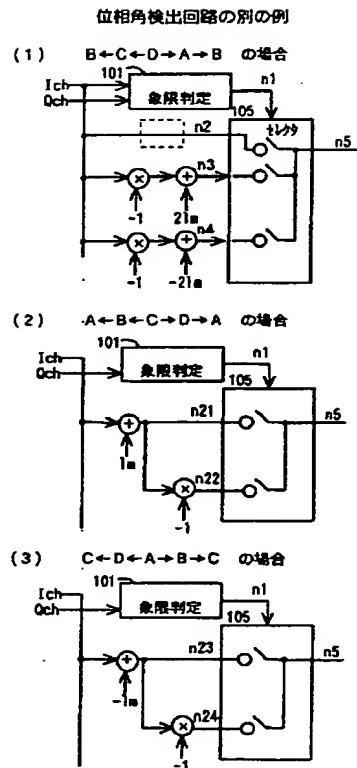 位相角検出回路の別の例
(1) B←C←D→A→B の場合
101
Ich
Qch
象限判定
n1
105
セレクタ
n2
n5
n3
-1
2Im
n4
-1
-2Im
(2) A←B←C→D→A の場合
101
Ich
Qch
象限判定
n1
105
n21
n5
Im
n22
-1
(3) C←D←A→B→C の場合
101
Ich
Qch
象限判定
n1
105
n23
n5
-Im
n24
-1